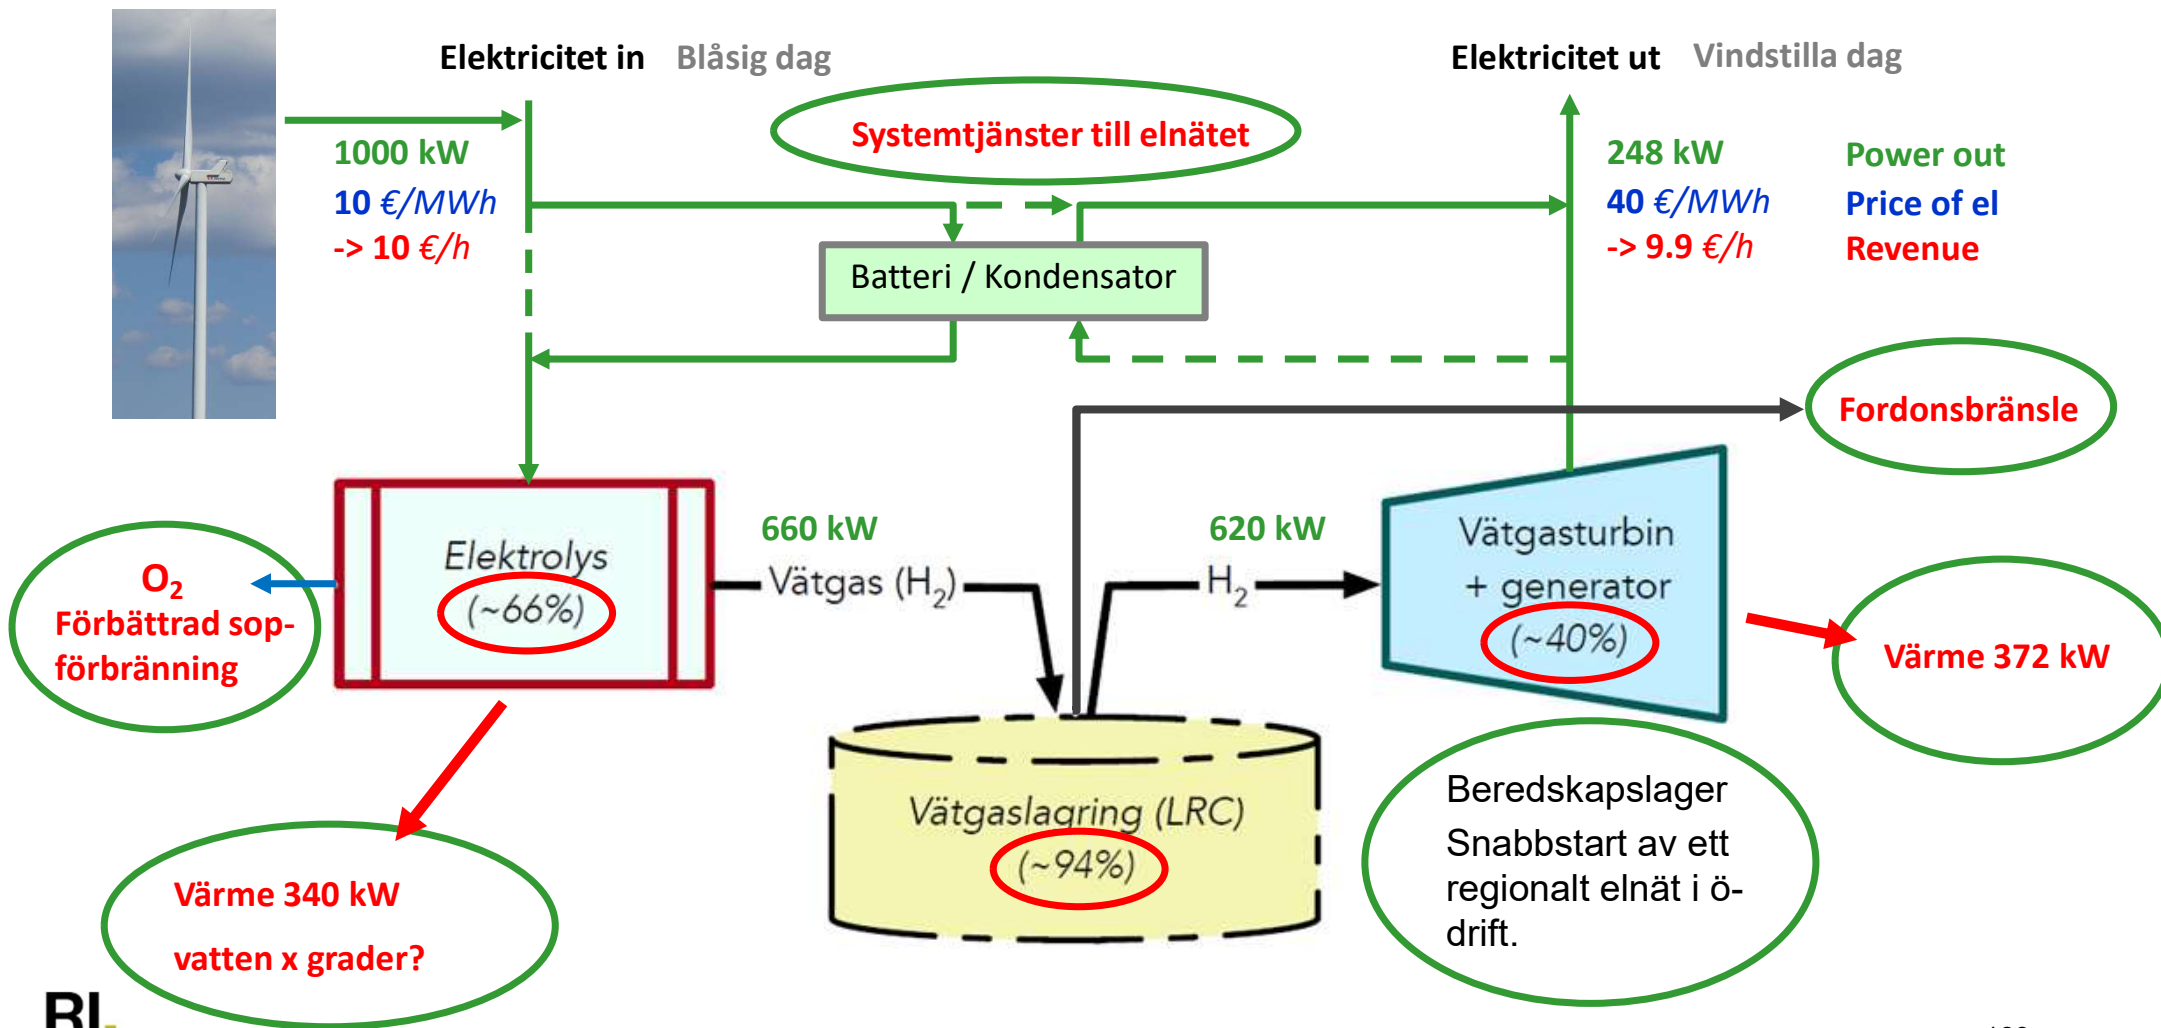 Elektricitet in Blåsig dag
Elektricitet ut Vindstilla dag
Systemtjänster till elnätet
1000 kW
10 €/MWh
-> 10 €/h
248 kW
40 €/MWh
-> 9.9 €/h
Power out
Price of el
Revenue
Batteri / Kondensator
Fordonsbränsle
O₂
Förbättrad sop-
förbränning
Elektrolys
(~66%)
660 kW
Vätgas (H₂)
620 kW
H₂
Vätgasturbin
+ generator
(~40%)
Värme 372 kW
Vätgaslagring (LRC)
(~94%)
Beredskapslager
Snabbstart av ett
regionalt elnät i ö-
drift.
Värme 340 kW
vatten x grader?